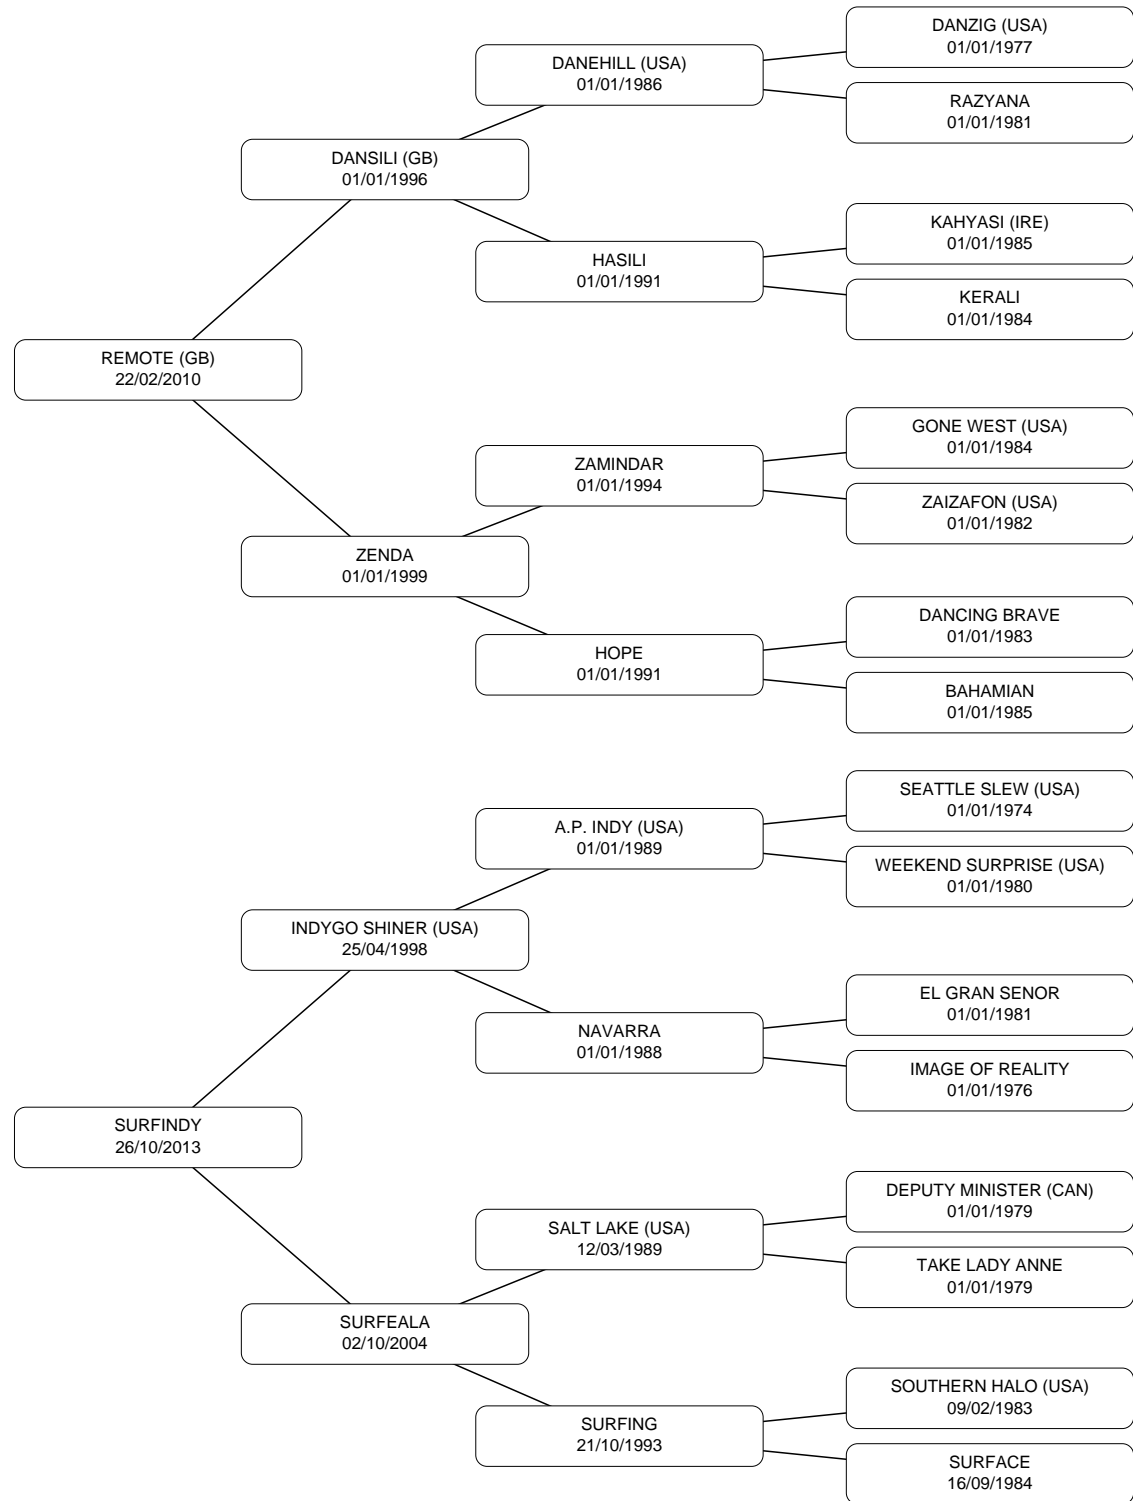 DANZIG (USA)
01/01/1977
DANEHILL (USA)
01/01/1986
RAZYANA
01/01/1981
DANSILI (GB)
01/01/1996
KAHYASI (IRE)
01/01/1985
HASILI
01/01/1991
KERALI
01/01/1984
REMOTE (GB)
22/02/2010
GONE WEST (USA)
01/01/1984
ZAMINDAR
01/01/1994
ZAIZAFON (USA)
01/01/1982
ZENDA
01/01/1999
DANCING BRAVE
01/01/1983
HOPE
01/01/1991
BAHAMIAN
01/01/1985
SEATTLE SLEW (USA)
01/01/1974
A.P. INDY (USA)
01/01/1989
WEEKEND SURPRISE (USA)
01/01/1980
INDYGO SHINER (USA)
25/04/1998
EL GRAN SENOR
01/01/1981
NAVARRA
01/01/1988
IMAGE OF REALITY
01/01/1976
SURFINDY
26/10/2013
DEPUTY MINISTER (CAN)
01/01/1979
SALT LAKE (USA)
12/03/1989
TAKE LADY ANNE
01/01/1979
SURFEALA
02/10/2004
SOUTHERN HALO (USA)
09/02/1983
SURFING
21/10/1993
SURFACE
16/09/1984